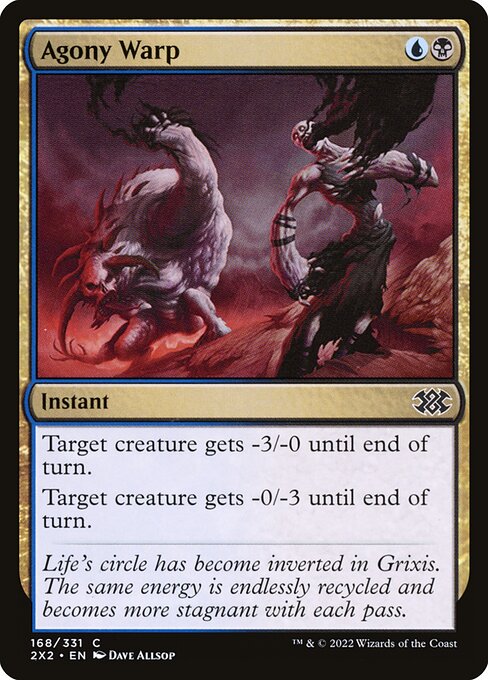 Agony Warp
Instant
Target creature gets -3/-0 until end of
turn.
Target creature gets -0/-3 until end of
turn.
Life's circle has become inverted in Grixis.
The same energy is endlessly recycled and
becomes more stagnant with each pass.
168/331 C
2X2 • EN Dave Allsop
™ & © 2022 Wizards of the Coast